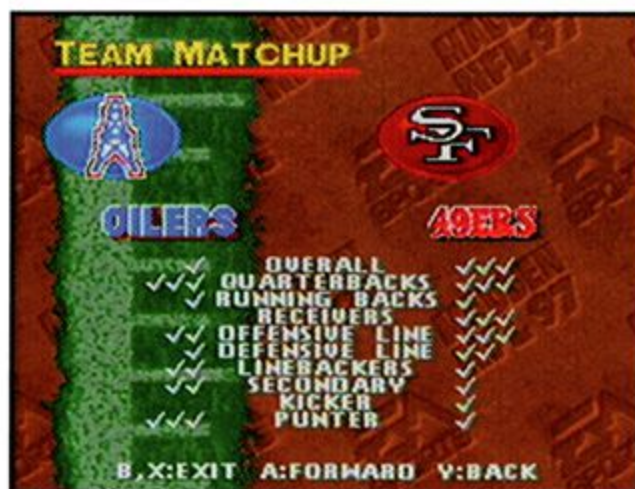 TEAM MATCHUP
SF
OILERS
49ERS
OVERALL
QUARTERBACKS
RUNNING BACKS
RECEIVERS
OFFENSIVE LINE
DEFENSIVE LINE
LINEBACKERS
SECONDARY
KICKER
PUNTER
B,X:EXIT A:FORWARD Y:BACK